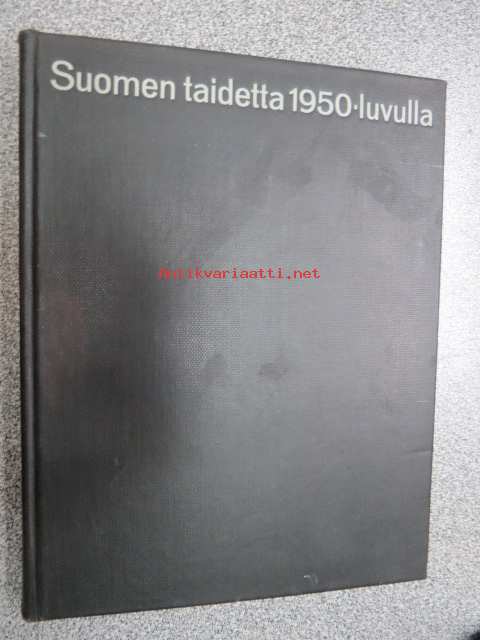 Suomen taidetta 1950-luvulla
Antikvariaatti.net